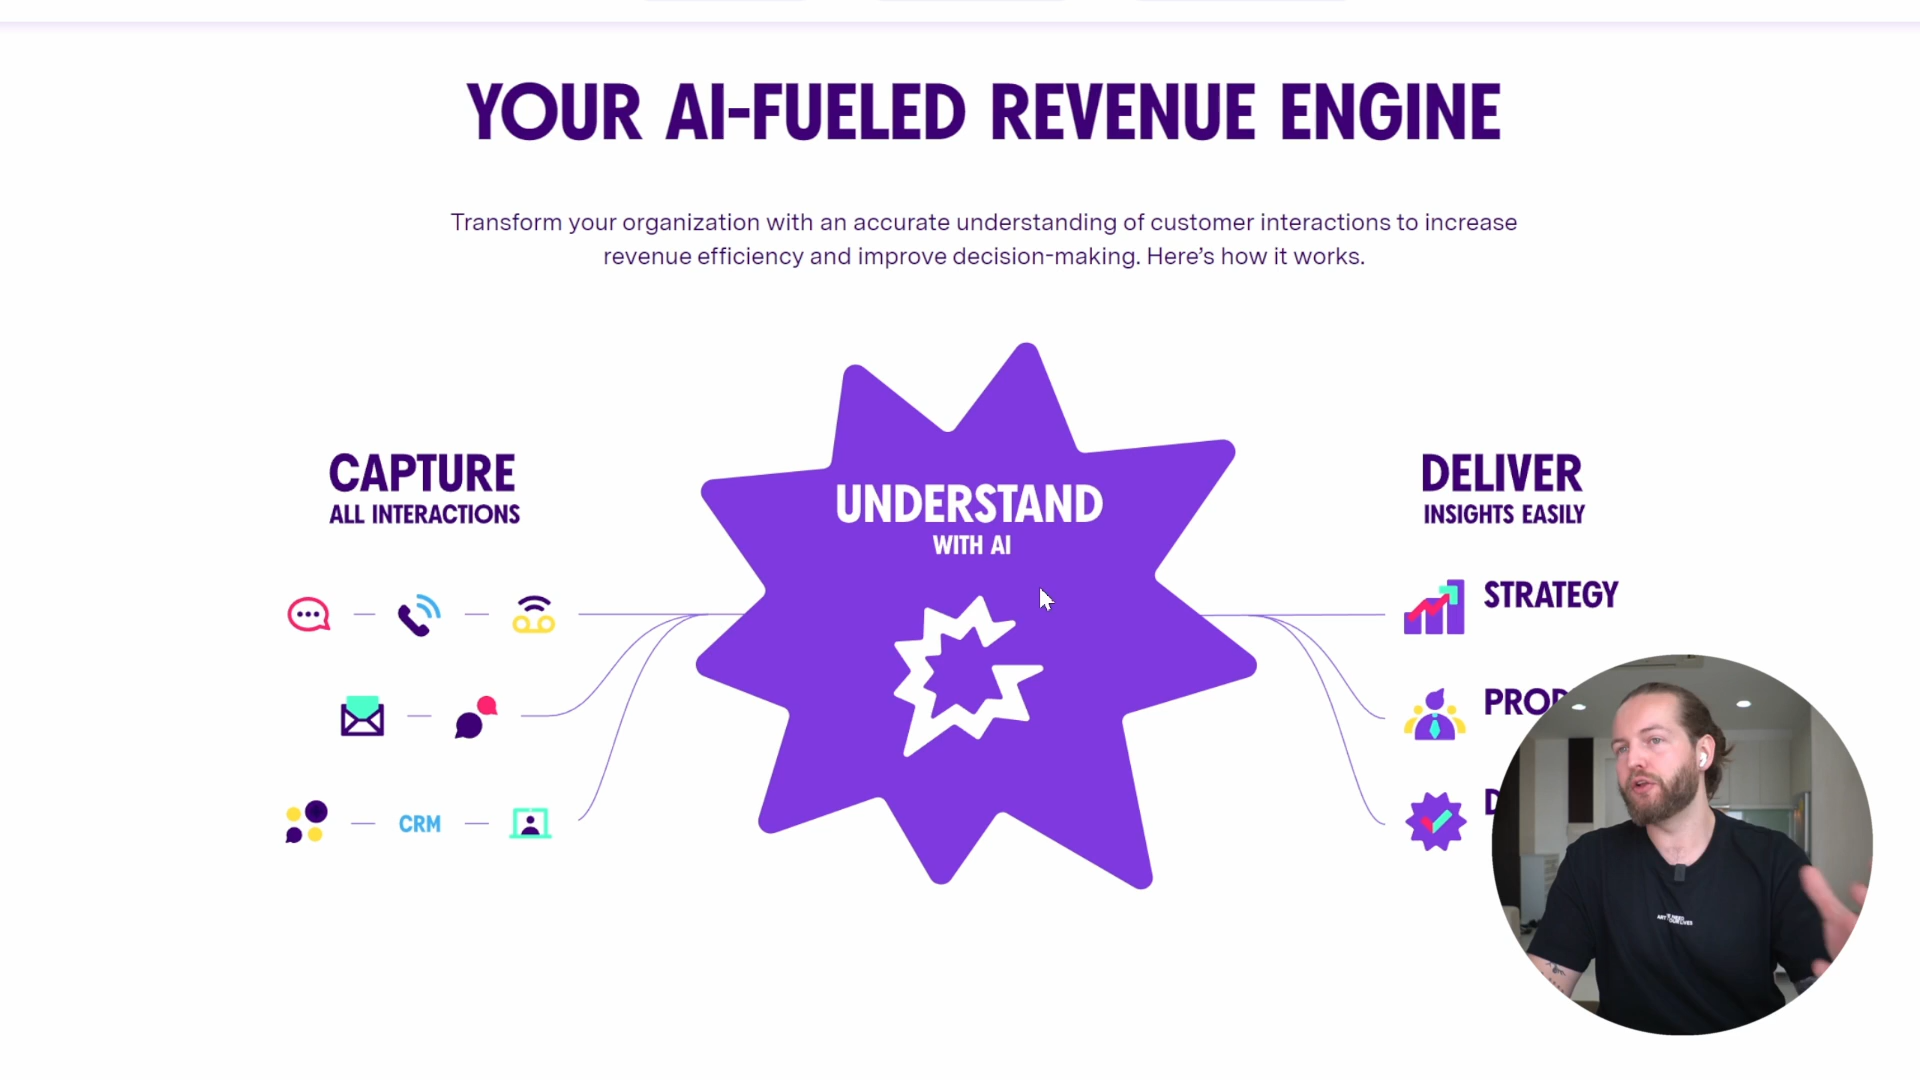 YOUR AI-FUELED REVENUE ENGINE
Transform your organization with an accurate understanding of customer interactions to increase
revenue efficiency and improve decision-making. Here’s how it works.
CAPTURE
ALL INTERACTIONS
CRM
UNDERSTAND
WITH AI
DELIVER
INSIGHTS EASILY
STRATEGY